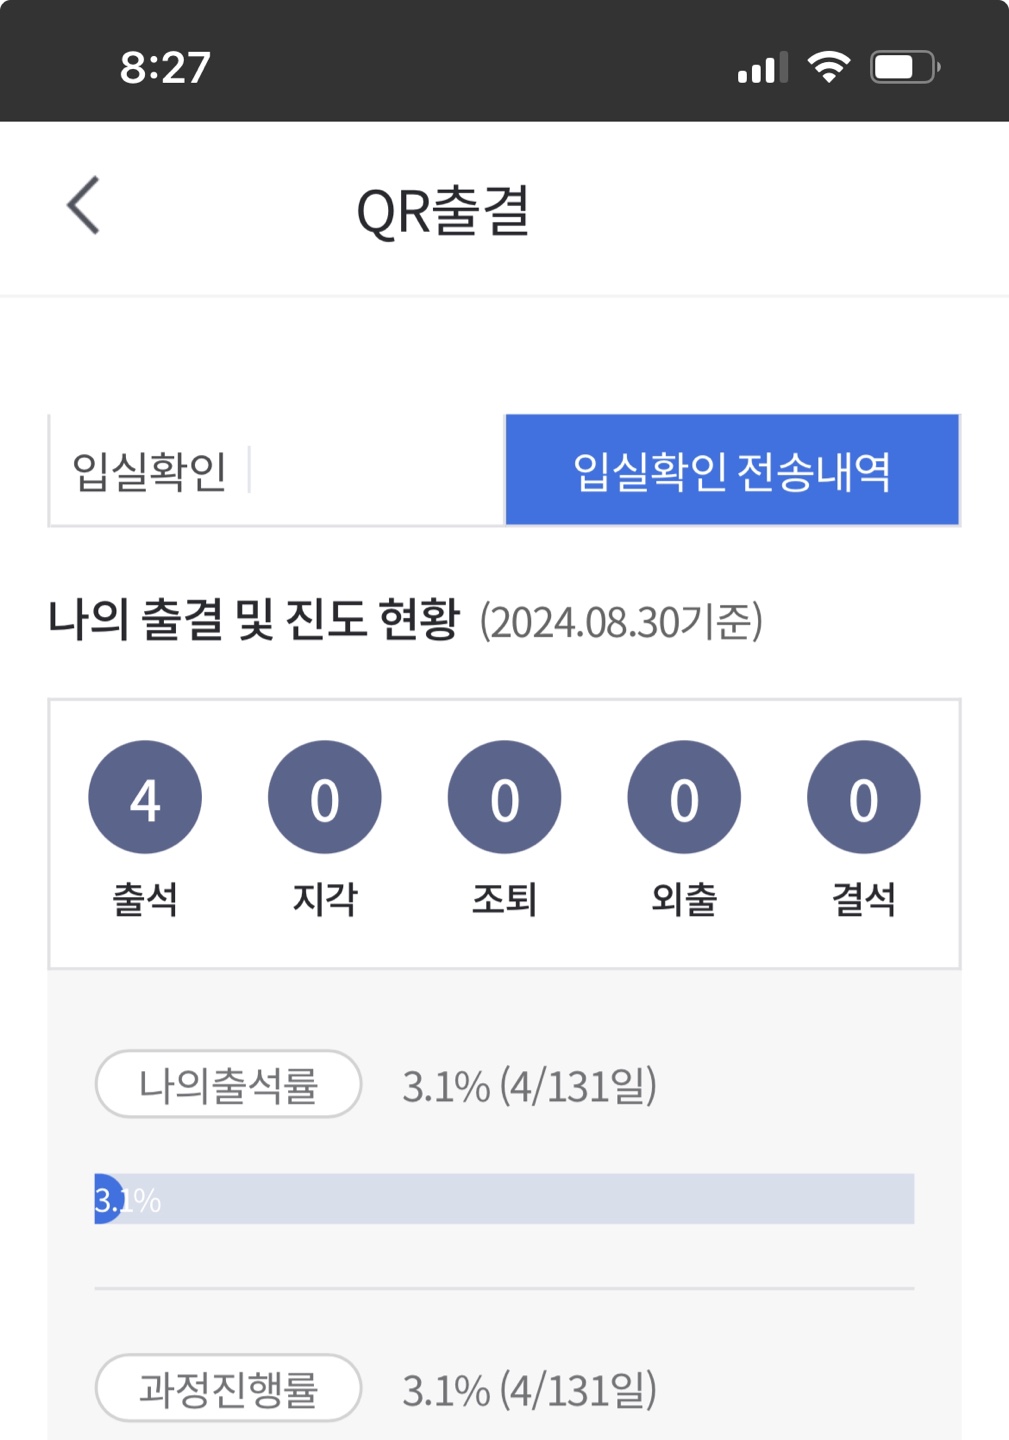 8:27
QR출결
입실확인
입실확인 전송내역
나의 출결 및 진도 현황 (2024.08.30기준)
4 0 0 0 0
출석 지각 조퇴 외출 결석
나의출석률 3.1% (4/131일)
3.1%
과정진행률 3.1% (4/131일)